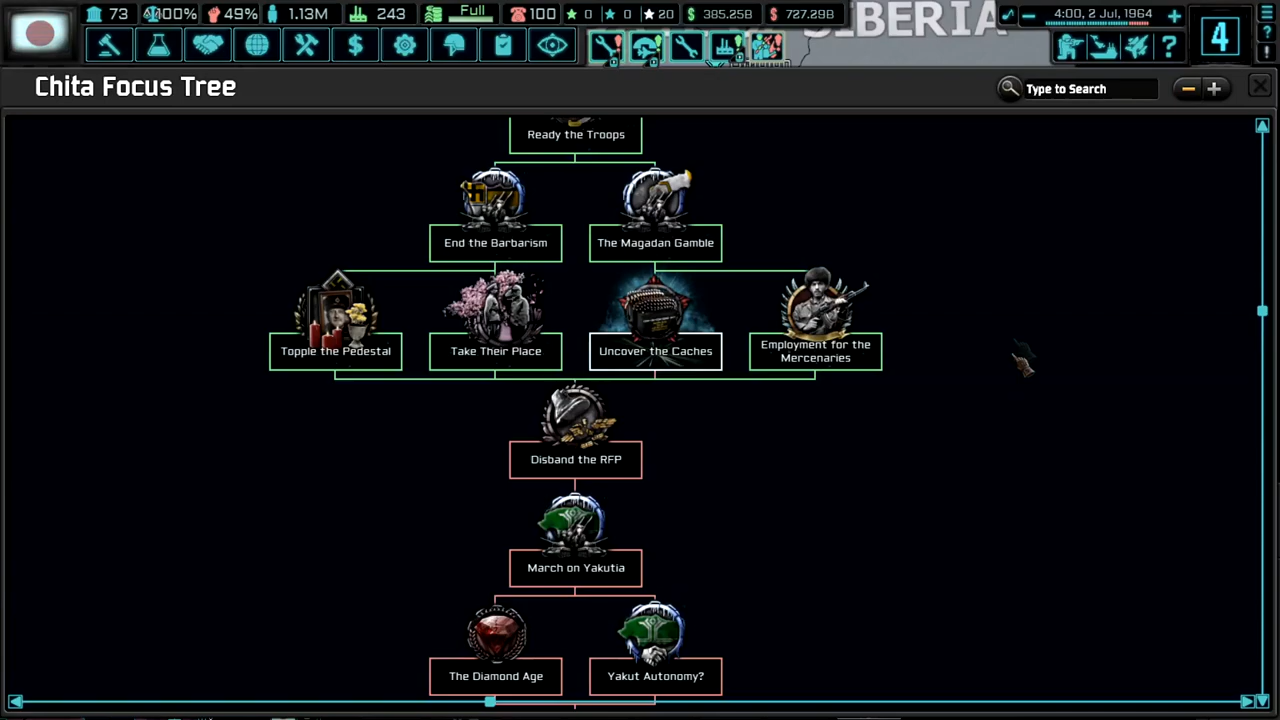 73 100% 49% 1.13M 243 Full 100 0 0 20 $ 385.25B $ 727.29B
SIBERIA
4:00, 2 Jul, 1964
4
Chita Focus Tree
Type to Search
Ready the Troops
End the Barbarism
The Magadan Gamble
Topple the Pedestal
Take Their Place
Uncover the Caches
Employment for the
Mercenaries
Disband the RFP
March on Yakutia
The Diamond Age
Yakut Autonomy?